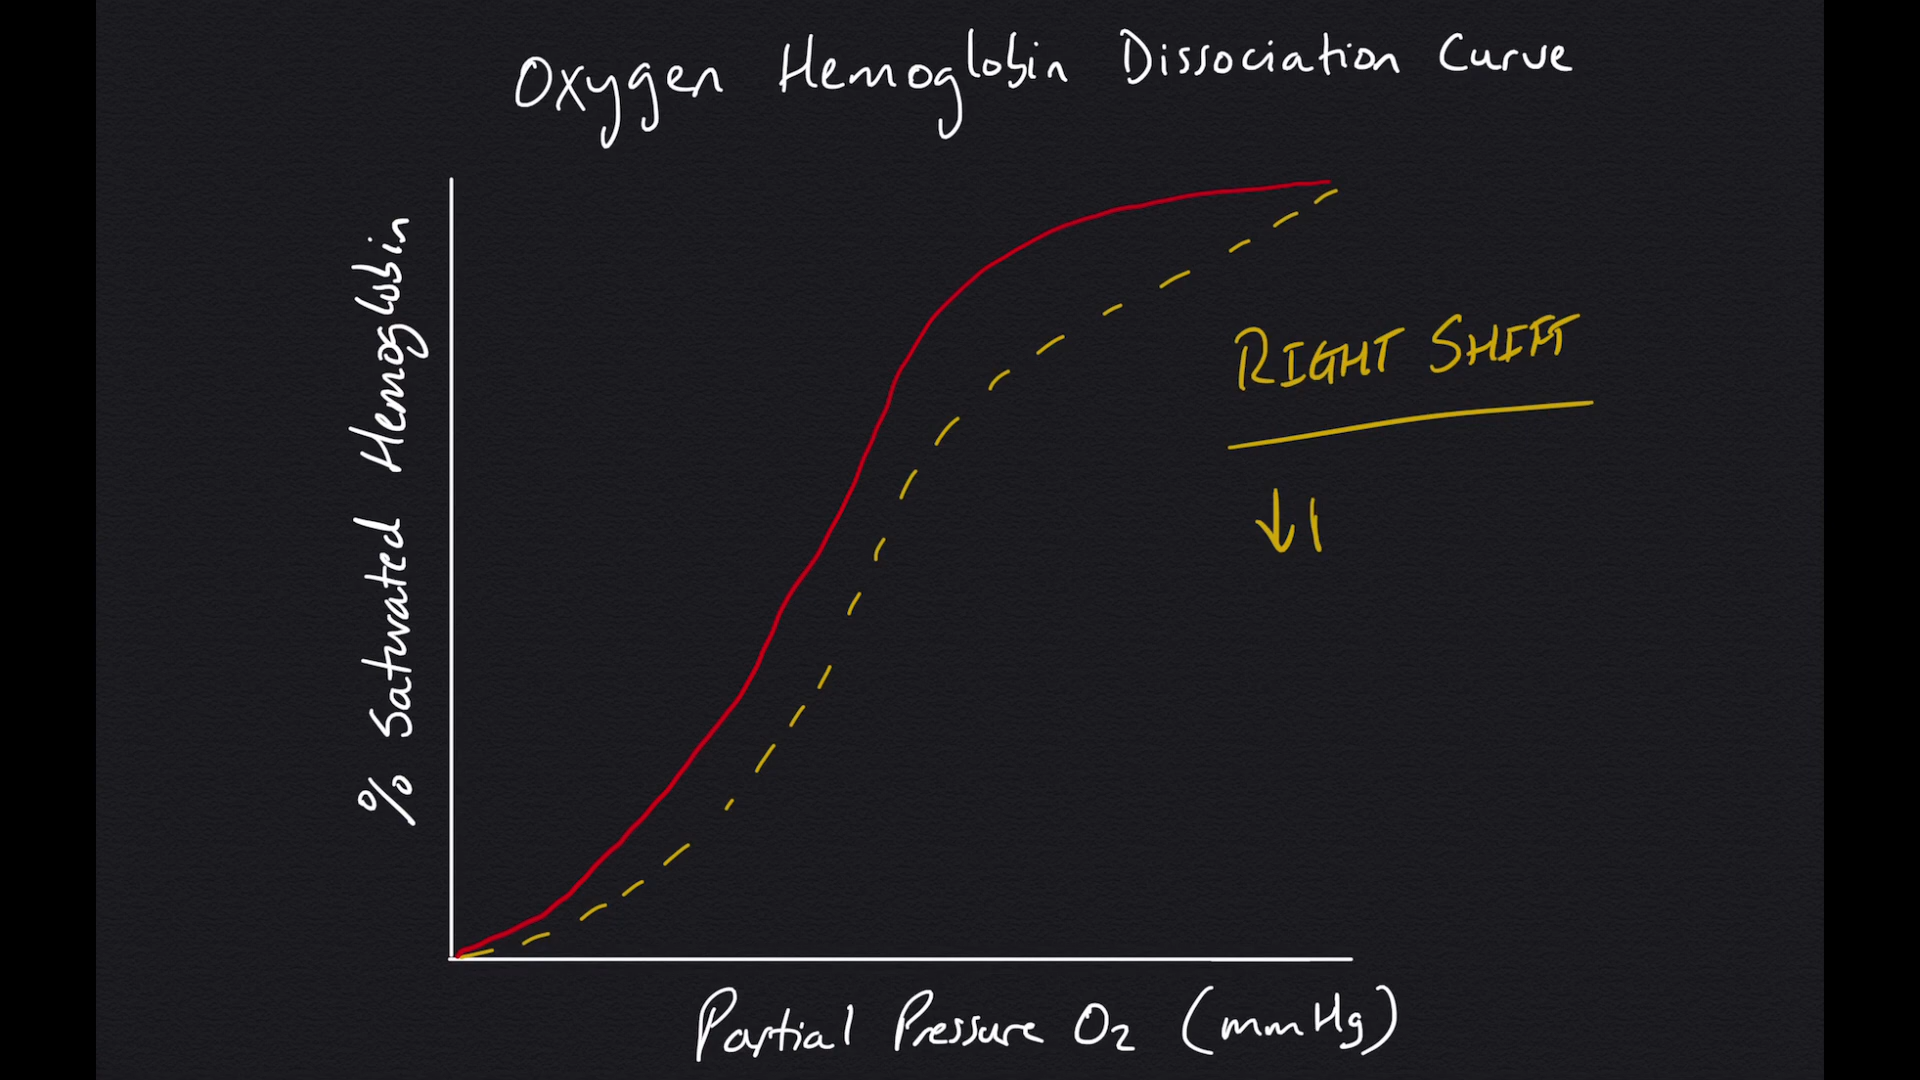 Oxygen Hemoglobin Dissociation Curve
% Saturated Hemoglobin
RIGHT SHIFT
↓
Partial Pressure O2 (mmHg)